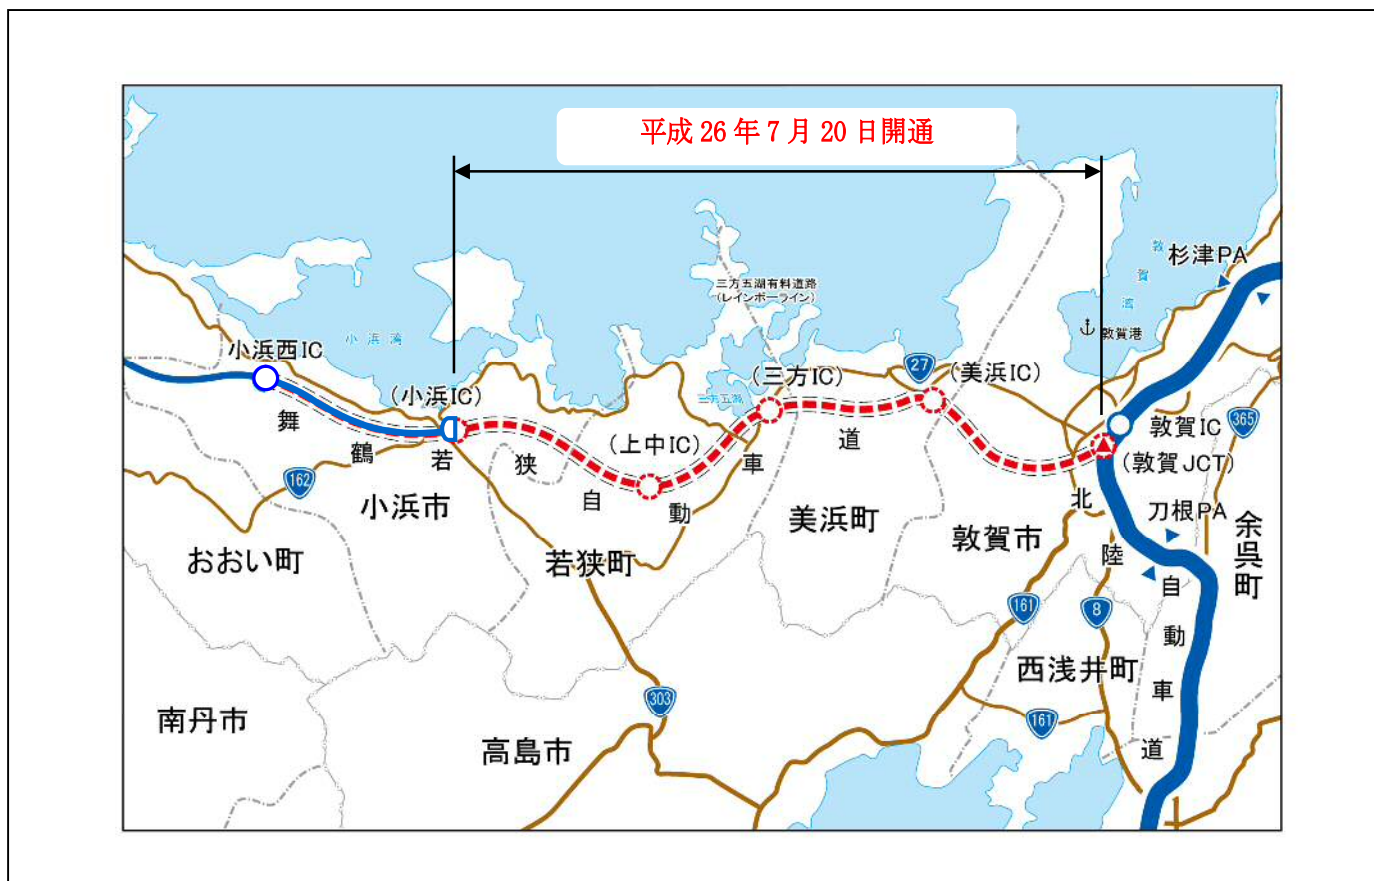 平成 26 年 7 月 20 日開通
杉津PA
敦賀湾
三方五湖有料道路
(レインボーライン)
敦賀港
小浜湾
小浜西IC
27
(三方IC)
(美浜IC)
(小浜IC)
三方五湖
敦賀IC
365
(敦賀JCT)
(上中IC)
舞鶴若狭自動車道
162
小浜市
美浜町
敦賀市
刀根PA
余呉町
おおい町
若狭町
北陸自動車道
161
8
西浅井町
303
161
南丹市
高島市